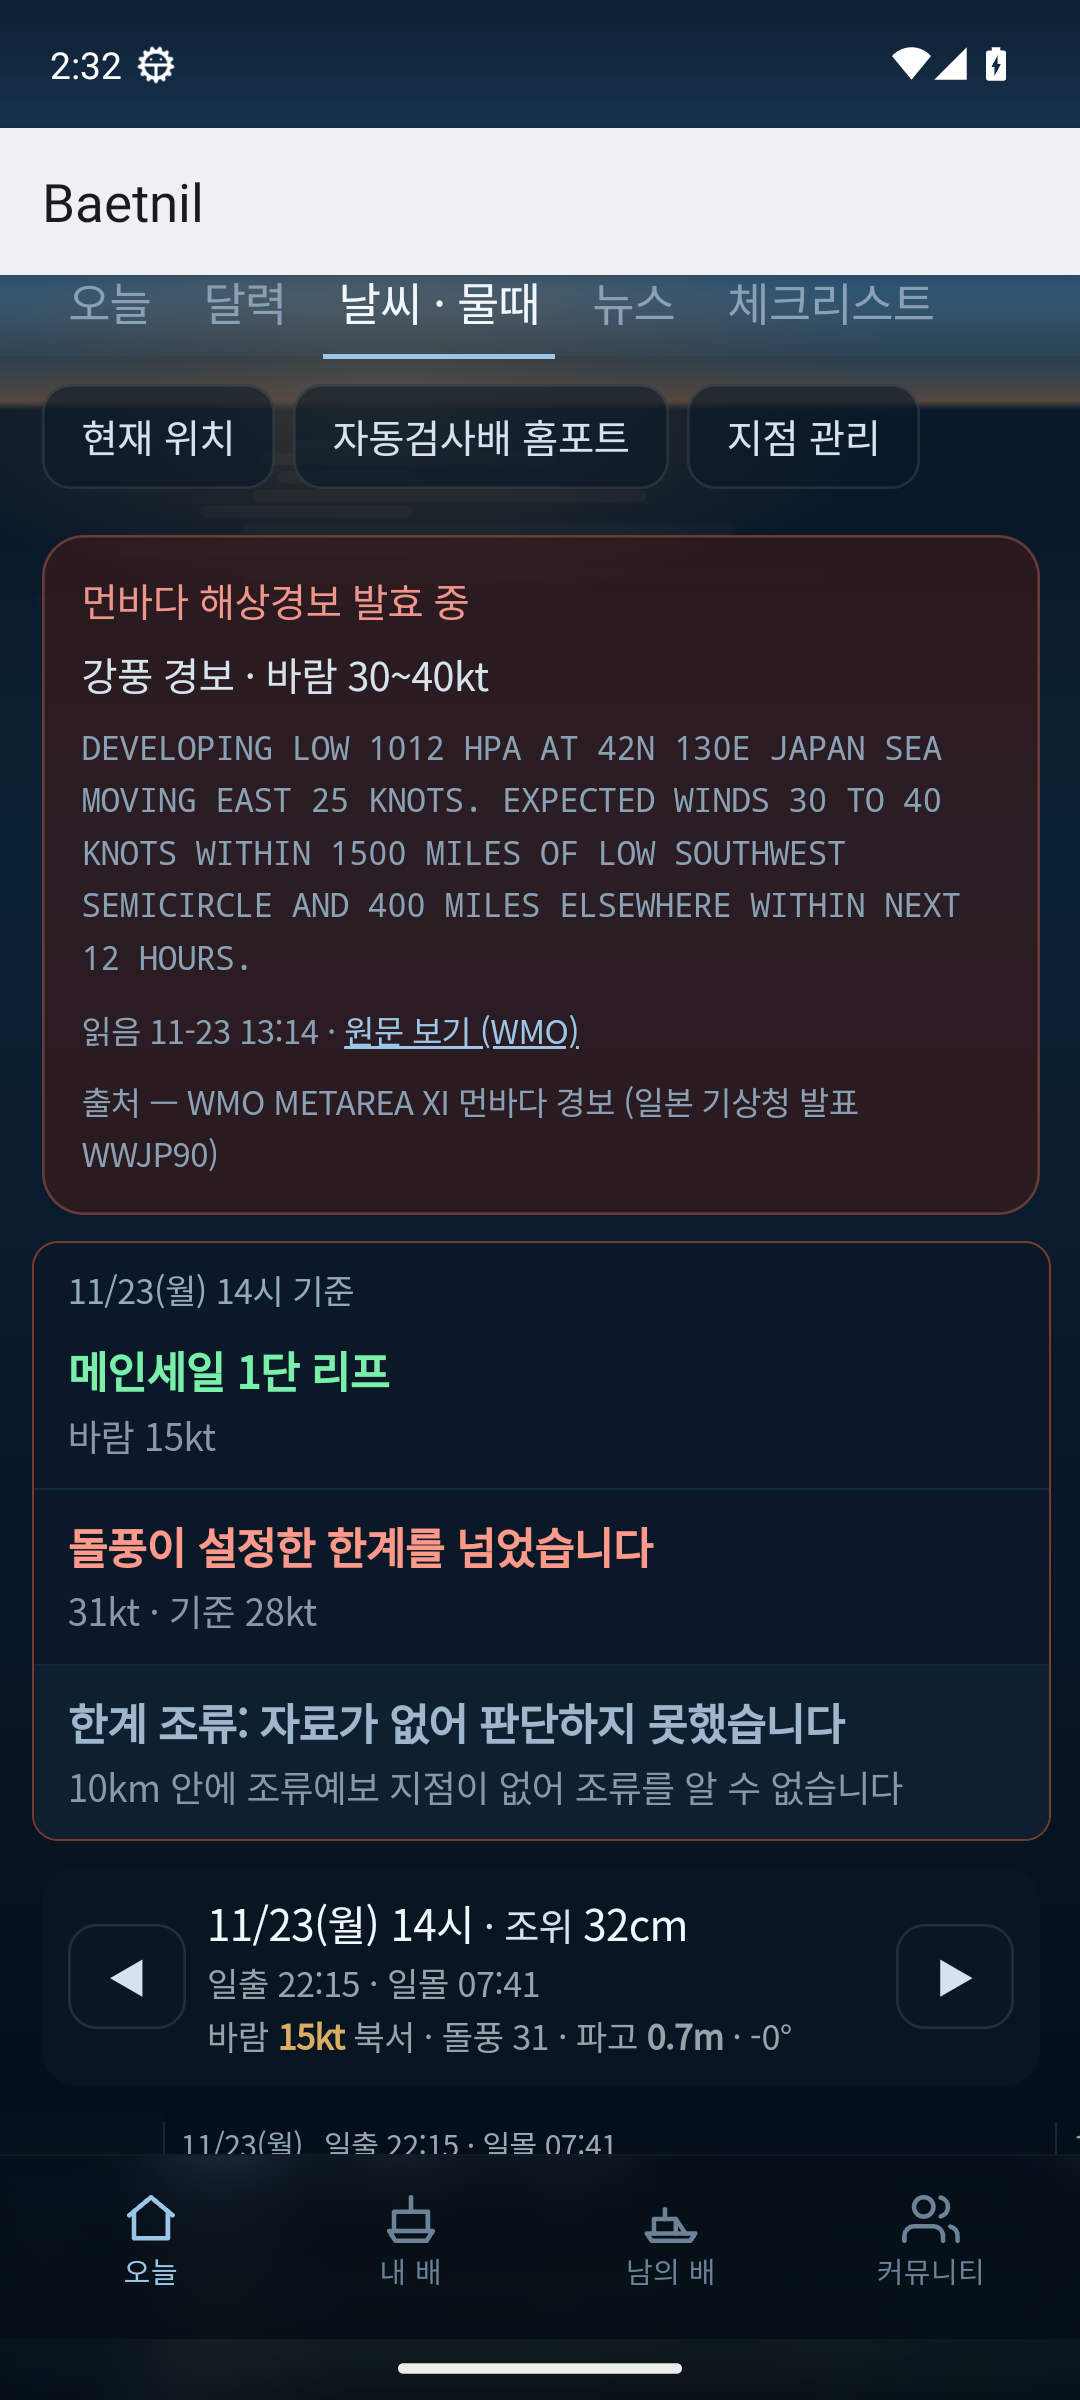 2:32
Baetnil
오늘 달력 날씨 · 물때 뉴스 체크리스트
현재 위치 자동검사배 홈포트 지점 관리
먼바다 해상경보 발효 중
강풍 경보 · 바람 30~40kt
DEVELOPING LOW 1012 HPA AT 42N 130E JAPAN SEA
MOVING EAST 25 KNOTS. EXPECTED WINDS 30 TO 40
KNOTS WITHIN 1500 MILES OF LOW SOUTHWEST
SEMICIRCLE AND 400 MILES ELSEWHERE WITHIN NEXT
12 HOURS.
읽음 11-23 13:14 · 원문 보기 (WMO)
출처 — WMO METAREA XI 먼바다 경보 (일본 기상청 발표
WWJP90)
11/23(월) 14시 기준
메인세일 1단 리프
바람 15kt
돌풍이 설정한 한계를 넘었습니다
31kt · 기준 28kt
한계 조류: 자료가 없어 판단하지 못했습니다
10km 안에 조류예보 지점이 없어 조류를 알 수 없습니다
11/23(월) 14시 · 조위 32cm
일출 22:15 · 일몰 07:41
바람 15kt 북서 · 돌풍 31 · 파고 0.7m · -0°
11/23(월) 일출 22:15 · 일몰 07:41
오늘 내 배 남의 배 커뮤니티